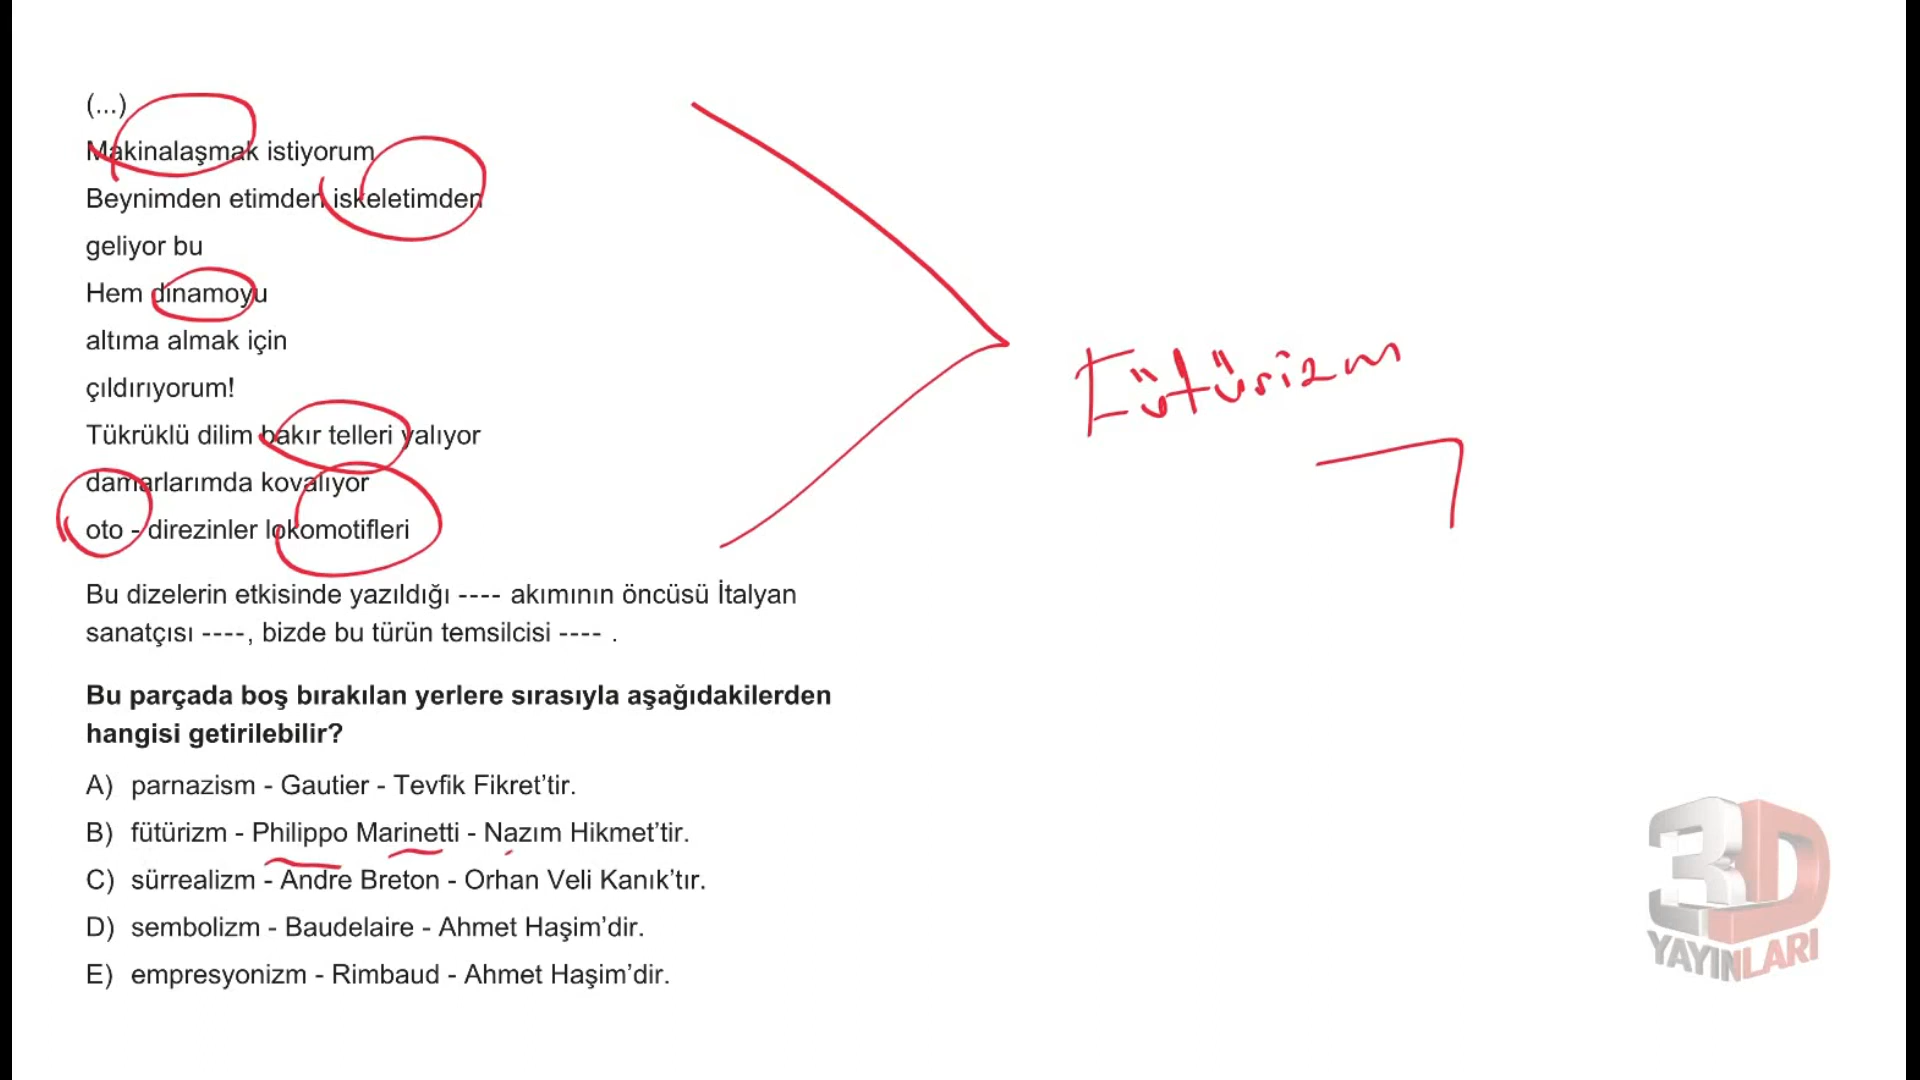 (...)
Makinalaşmak istiyorum
Beynimden etimden iskeletimden
geliyor bu
Hem dinamoyu
altıma almak için
çıldırıyorum!
Tükrüklü dilim bakır telleri yalıyor
damarlarımda kovalıyor
oto - direzinler lokomotifleri
Fütürizm
Bu dizelerin etkisinde yazıldığı ---- akımının öncüsü İtalyan
sanatçısı ----, bizde bu türün temsilcisi ---- .
Bu parçada boş bırakılan yerlere sırasıyla aşağıdakilerden
hangisi getirilebilir?
A) parnazism - Gautier - Tevfik Fikret’tir.
B) fütürizm - Philippo Marinetti - Nazım Hikmet’tir.
C) sürrealizm - Andre Breton - Orhan Veli Kanık’tır.
D) sembolizm - Baudelaire - Ahmet Haşim’dir.
E) empresyonizm - Rimbaud - Ahmet Haşim’dir.
3D
YAYINLARI